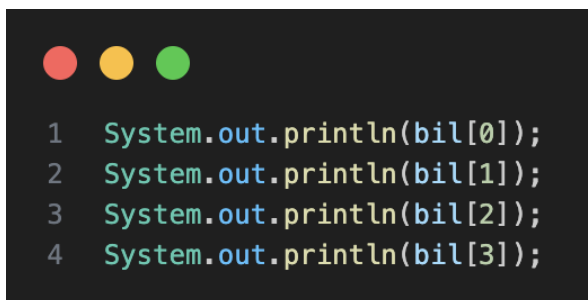 1 System.out.println(bil[0]);
2 System.out.println(bil[1]);
3 System.out.println(bil[2]);
4 System.out.println(bil[3]);